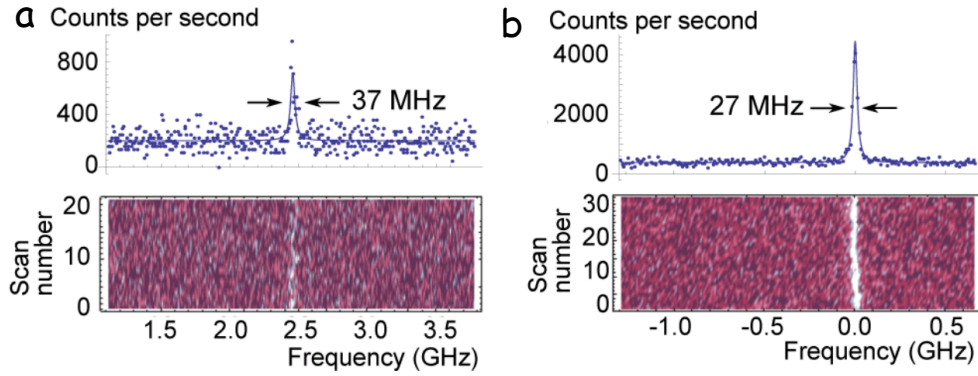 a
Counts per second
800
400
0
37 MHz
20
10
0
Scan
number
1.5 2.0 2.5 3.0 3.5
Frequency (GHz)
b
Counts per second
4000
2000
0
27 MHz
30
20
10
0
Scan
number
-1.0 -0.5 0.0 0.5
Frequency (GHz)